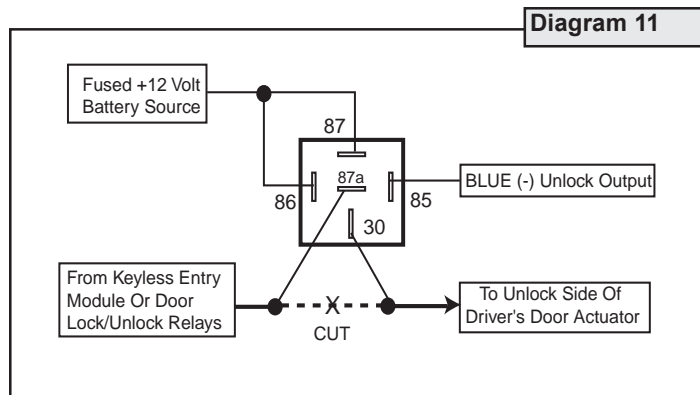 Diagram 11
Fused +12 Volt
Battery Source
87
87a
86
85
30
BLUE (-) Unlock Output
From Keyless Entry
Module Or Door
Lock/Unlock Relays
X
CUT
To Unlock Side Of
Driver's Door Actuator